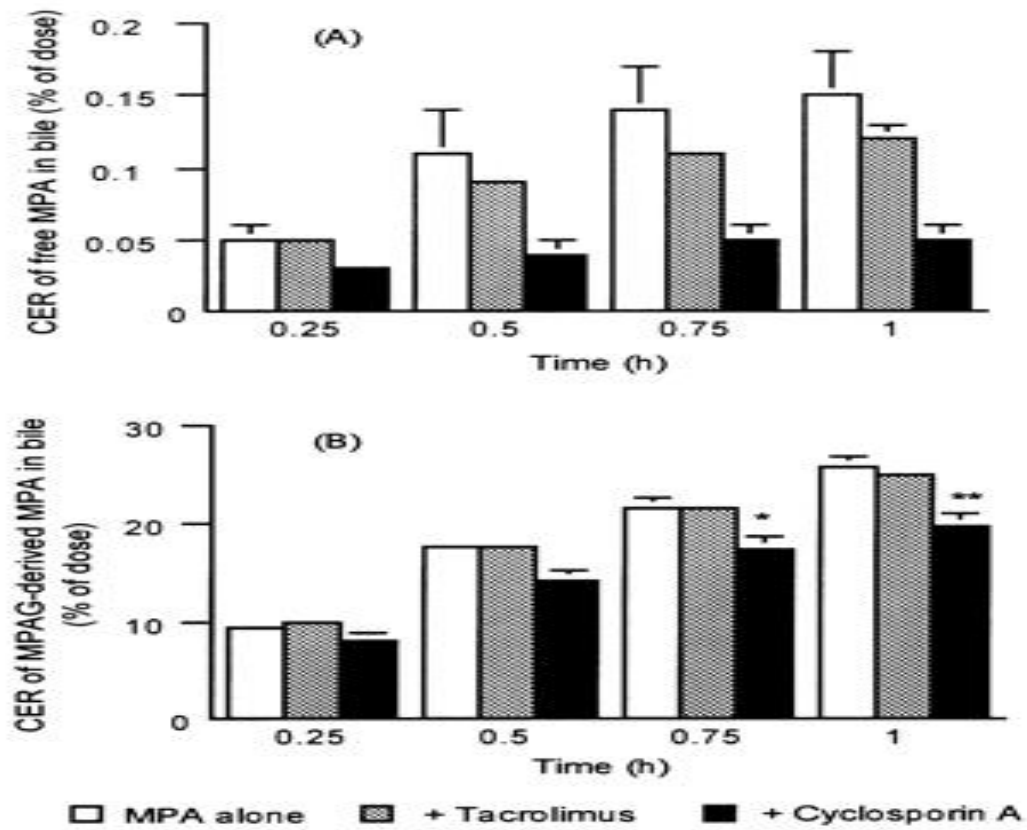 (A)
CER of free MPA in bile (% of dose)
0.2
0.15
0.1
0.05
0
0.25 0.5 0.75 1
Time (h)
(B)
CER of MPAG-derived MPA in bile
(% of dose)
30
20
10
0
* **
0.25 0.5 0.75 1
Time (h)
MPA alone + Tacrolimus + Cyclosporin A